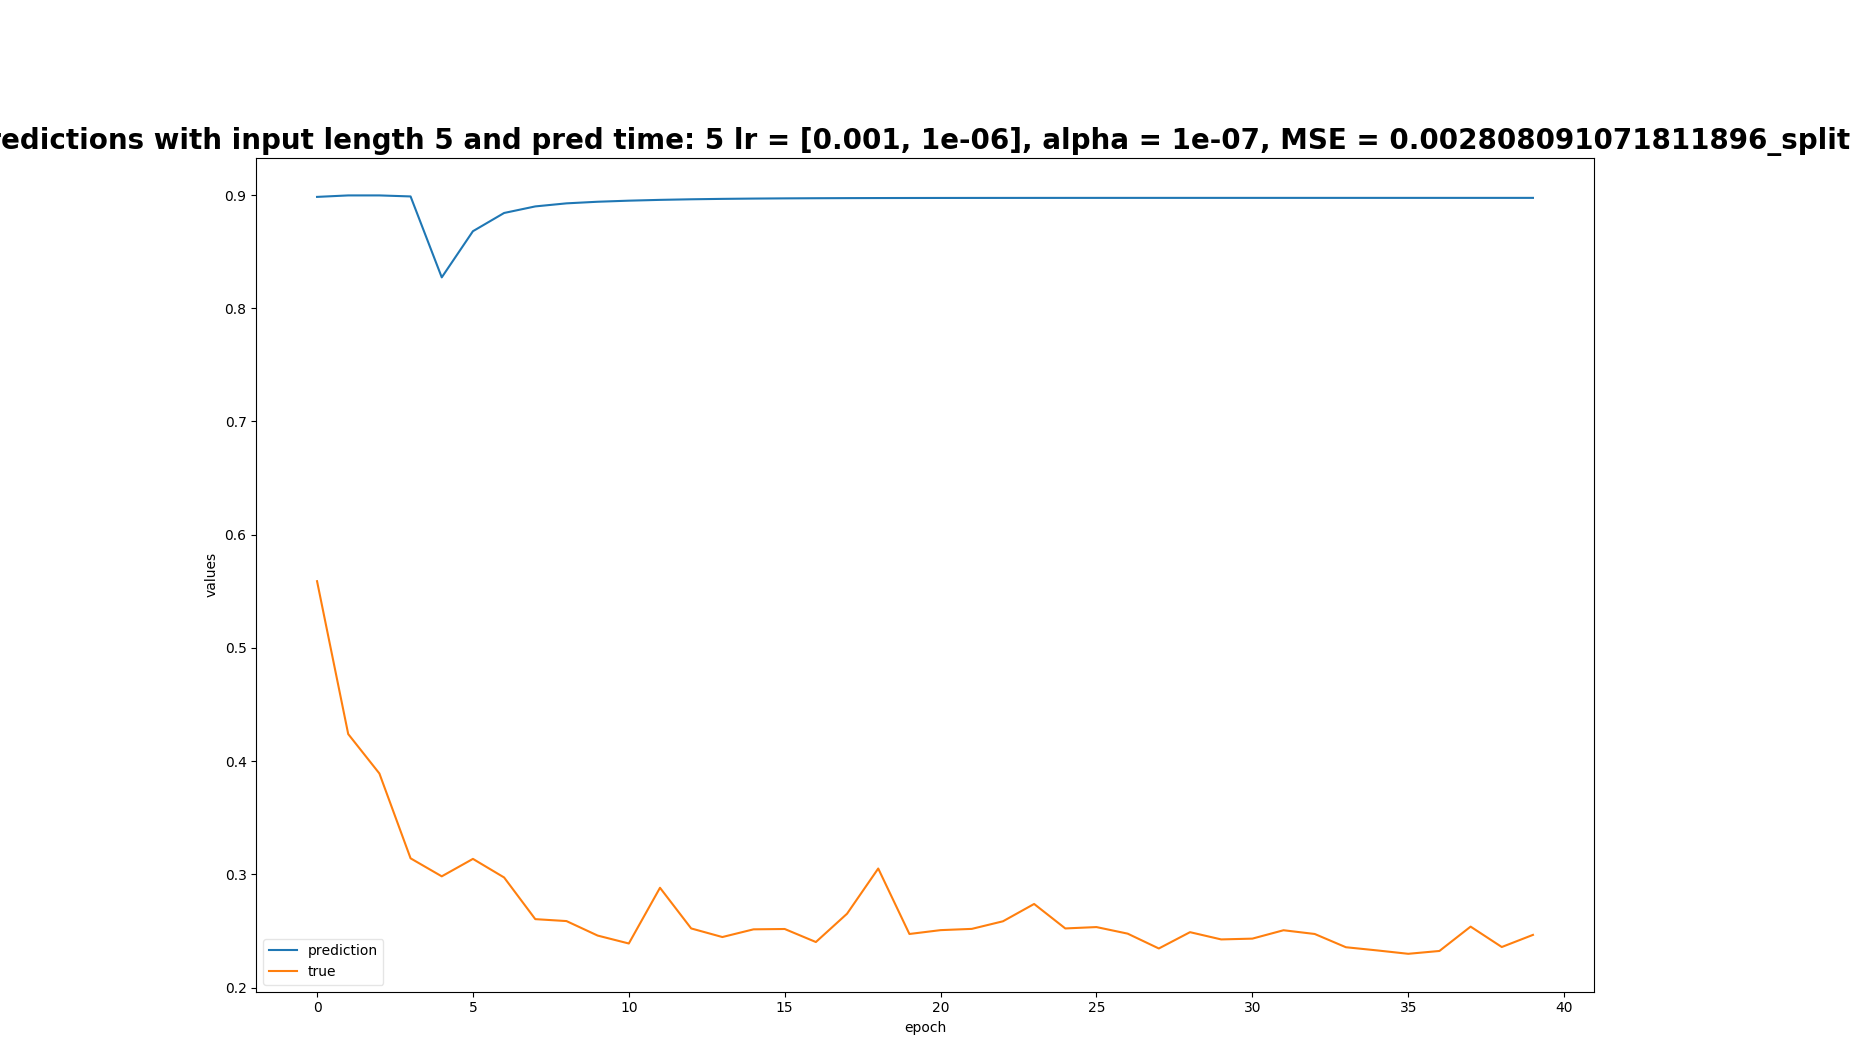 redictions with input length 5 and pred time: 5 lr = [0.001, 1e-06], alpha = 1e-07, MSE = 0.002808091071811896_split
0.9
0.8
0.7
0.6
0.5
0.4
0.3
0.2
values
prediction
true
0 5 10 15 20 25 30 35 40
epoch